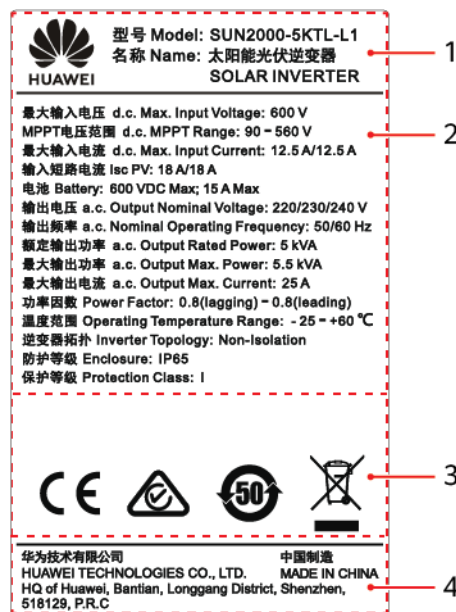 HUAWEI
型号 Model: SUN2000-5KTL-L1
名称 Name: 太阳能光伏逆变器
SOLAR INVERTER
1
最大输入电压 d.c. Max. Input Voltage: 600 V
MPPT电压范围 d.c. MPPT Range: 90 - 560 V
2
最大输入电流 d.c. Max. Input Current: 12.5 A/12.5 A
输入短路电流 Isc PV: 18 A/18 A
电池 Battery: 600 VDC Max; 15 A Max
输出电压 a.c. Output Nominal Voltage: 220/230/240 V
输出频率 a.c. Nominal Operating Frequency: 50/60 Hz
额定输出功率 a.c. Output Rated Power: 5 kVA
最大输出功率 a.c. Output Max. Power: 5.5 kVA
最大输出电流 a.c. Output Max. Current: 25 A
功率因数 Power Factor: 0.8(lagging) - 0.8(leading)
温度范围 Operating Temperature Range: - 25 - +60 ℃
逆变器拓扑 Inverter Topology: Non-Isolation
防护等级 Enclosure: IP65
保护等级 Protection Class: I
CE
50
3
华为技术有限公司 中国制造
HUAWEI TECHNOLOGIES CO., LTD. MADE IN CHINA
HQ of Huawei, Bantian, Longgang District, Shenzhen,
518129, P.R.C
4